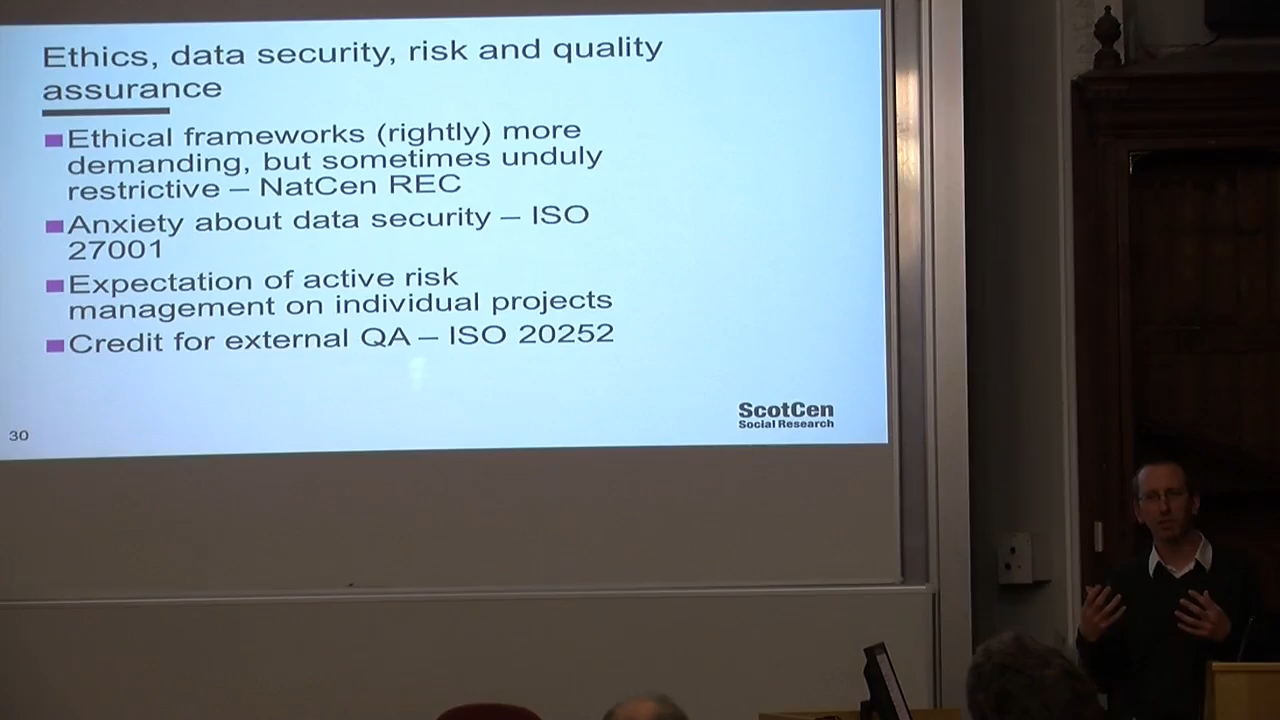 Ethics, data security, risk and quality
assurance
Ethical frameworks (rightly) more
demanding, but sometimes unduly
restrictive – NatCen REC
Anxiety about data security – ISO
27001
Expectation of active risk
management on individual projects
Credit for external QA – ISO 20252
ScotCen
Social Research
30